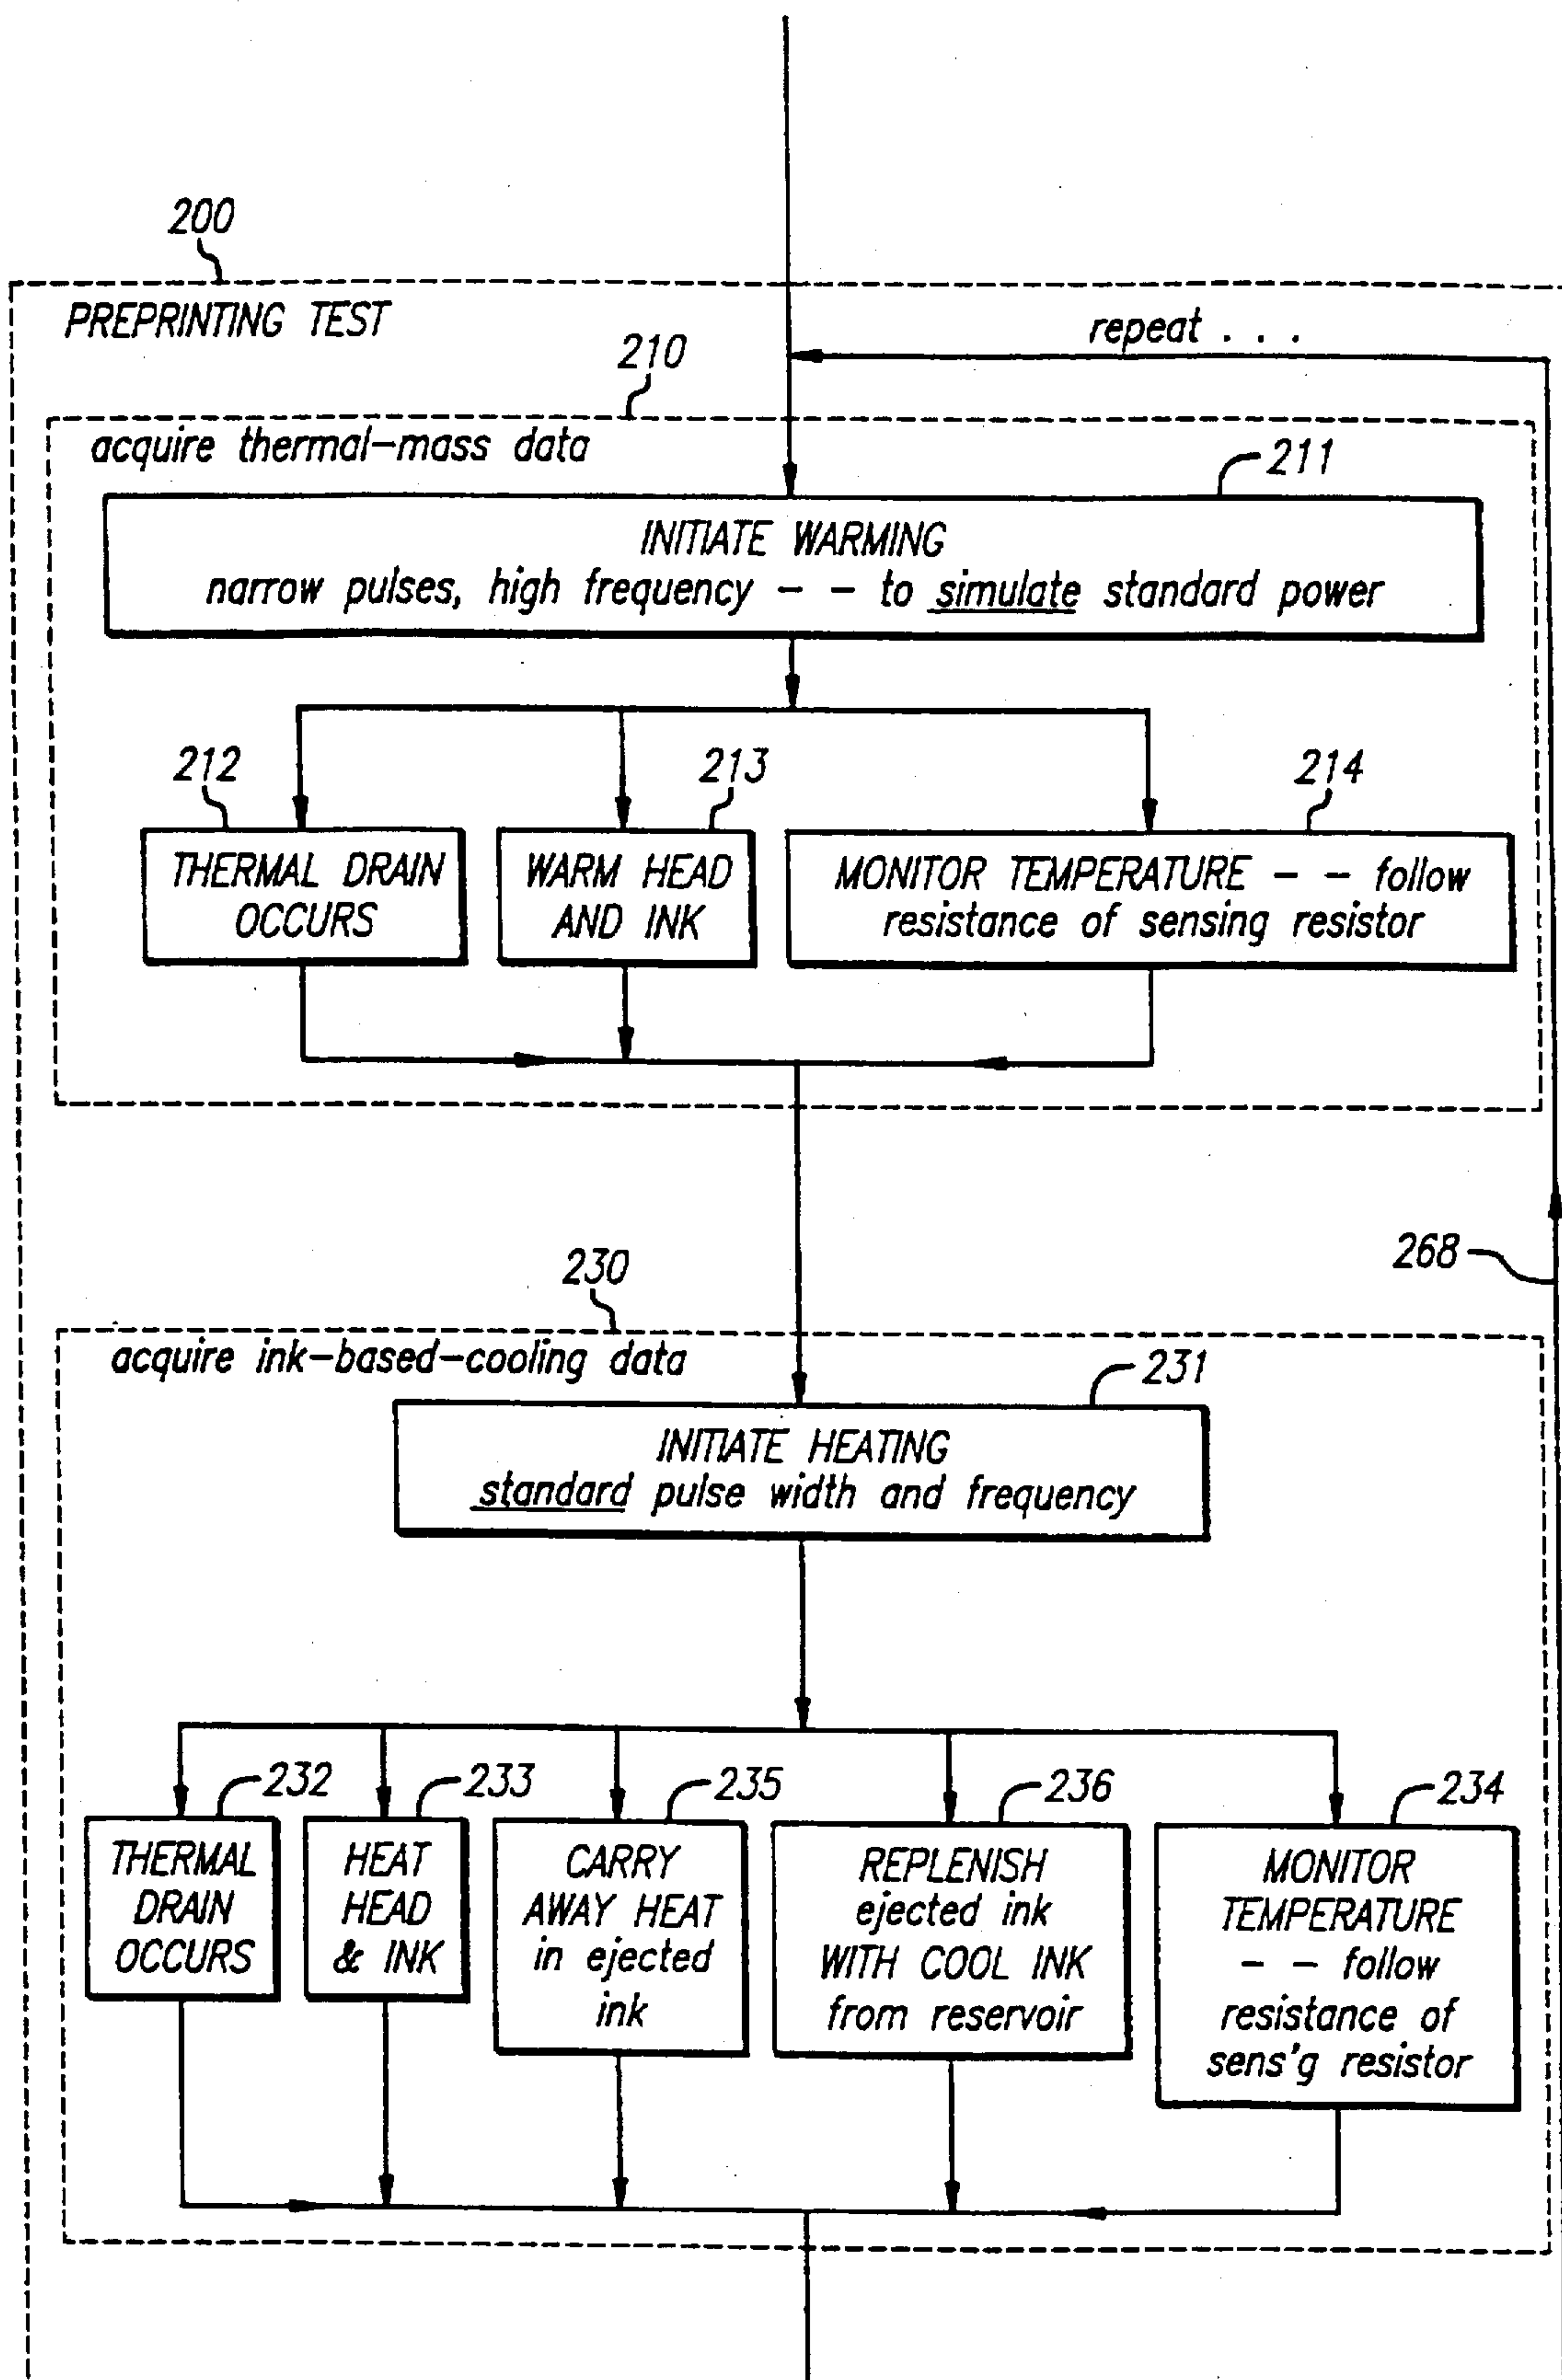 200
PREPRINTING TEST
repeat . . .
210
acquire thermal-mass data
211
INITIATE WARMING
narrow pulses, high frequency - - to simulate standard power
212
213
214
THERMAL DRAIN
OCCURS
WARM HEAD
AND INK
MONITOR TEMPERATURE - - follow
resistance of sensing resistor
268
230
acquire ink-based-cooling data
231
INITIATE HEATING
standard pulse width and frequency
232
233
235
236
234
THERMAL
DRAIN
OCCURS
HEAT
HEAD
& INK
CARRY
AWAY HEAT
in ejected
ink
REPLENISH
ejected ink
WITH COOL INK
from reservoir
MONITOR
TEMPERATURE
- - follow
resistance of
sens'g resistor